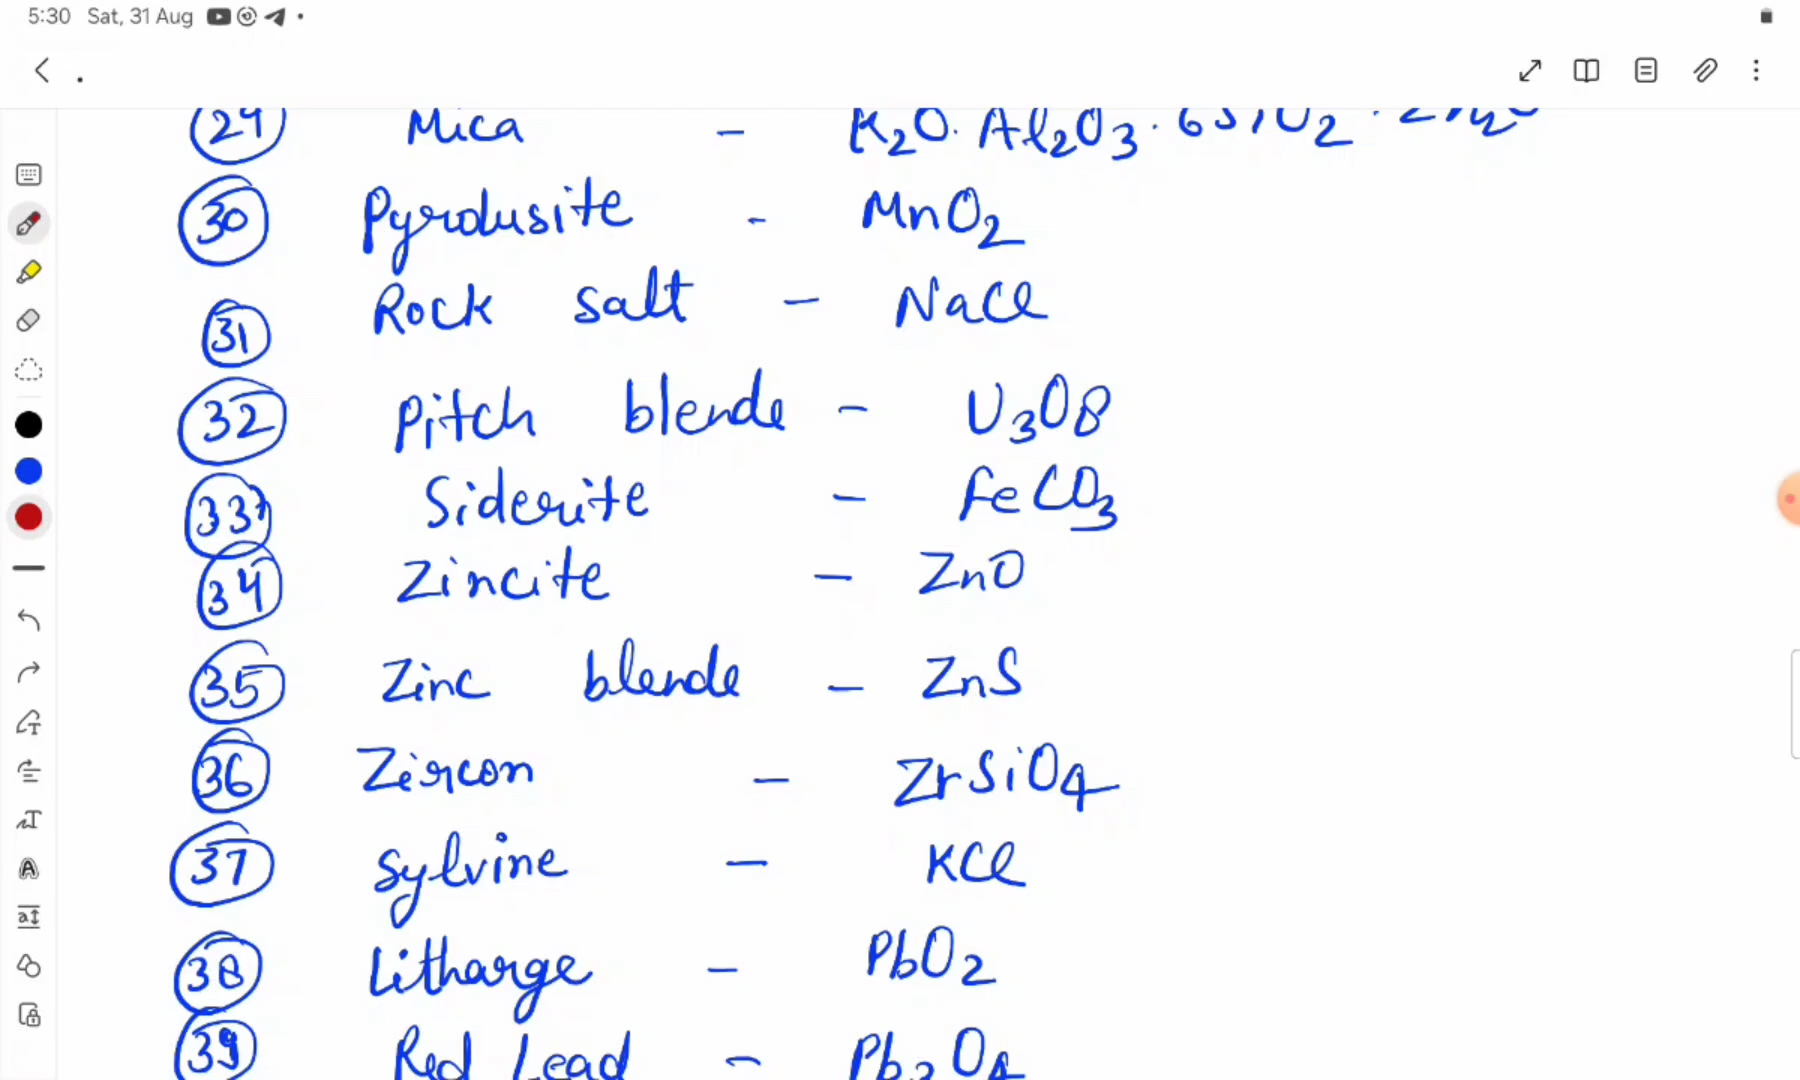 5:30 Sat, 31 Aug
29 Mica - K2O. Al2O3. 6SiO2. 2H2O
30 Pyrolusite - MnO2
31 Rock salt - NaCl
32 Pitch blende - U3O8
33 Siderite - FeCO3
34 Zincite - ZnO
35 Zinc blende - ZnS
36 Zircon - ZrSiO4
37 Sylvine - KCl
38 Litharge - PbO2
39 Red Lead - Pb3O4